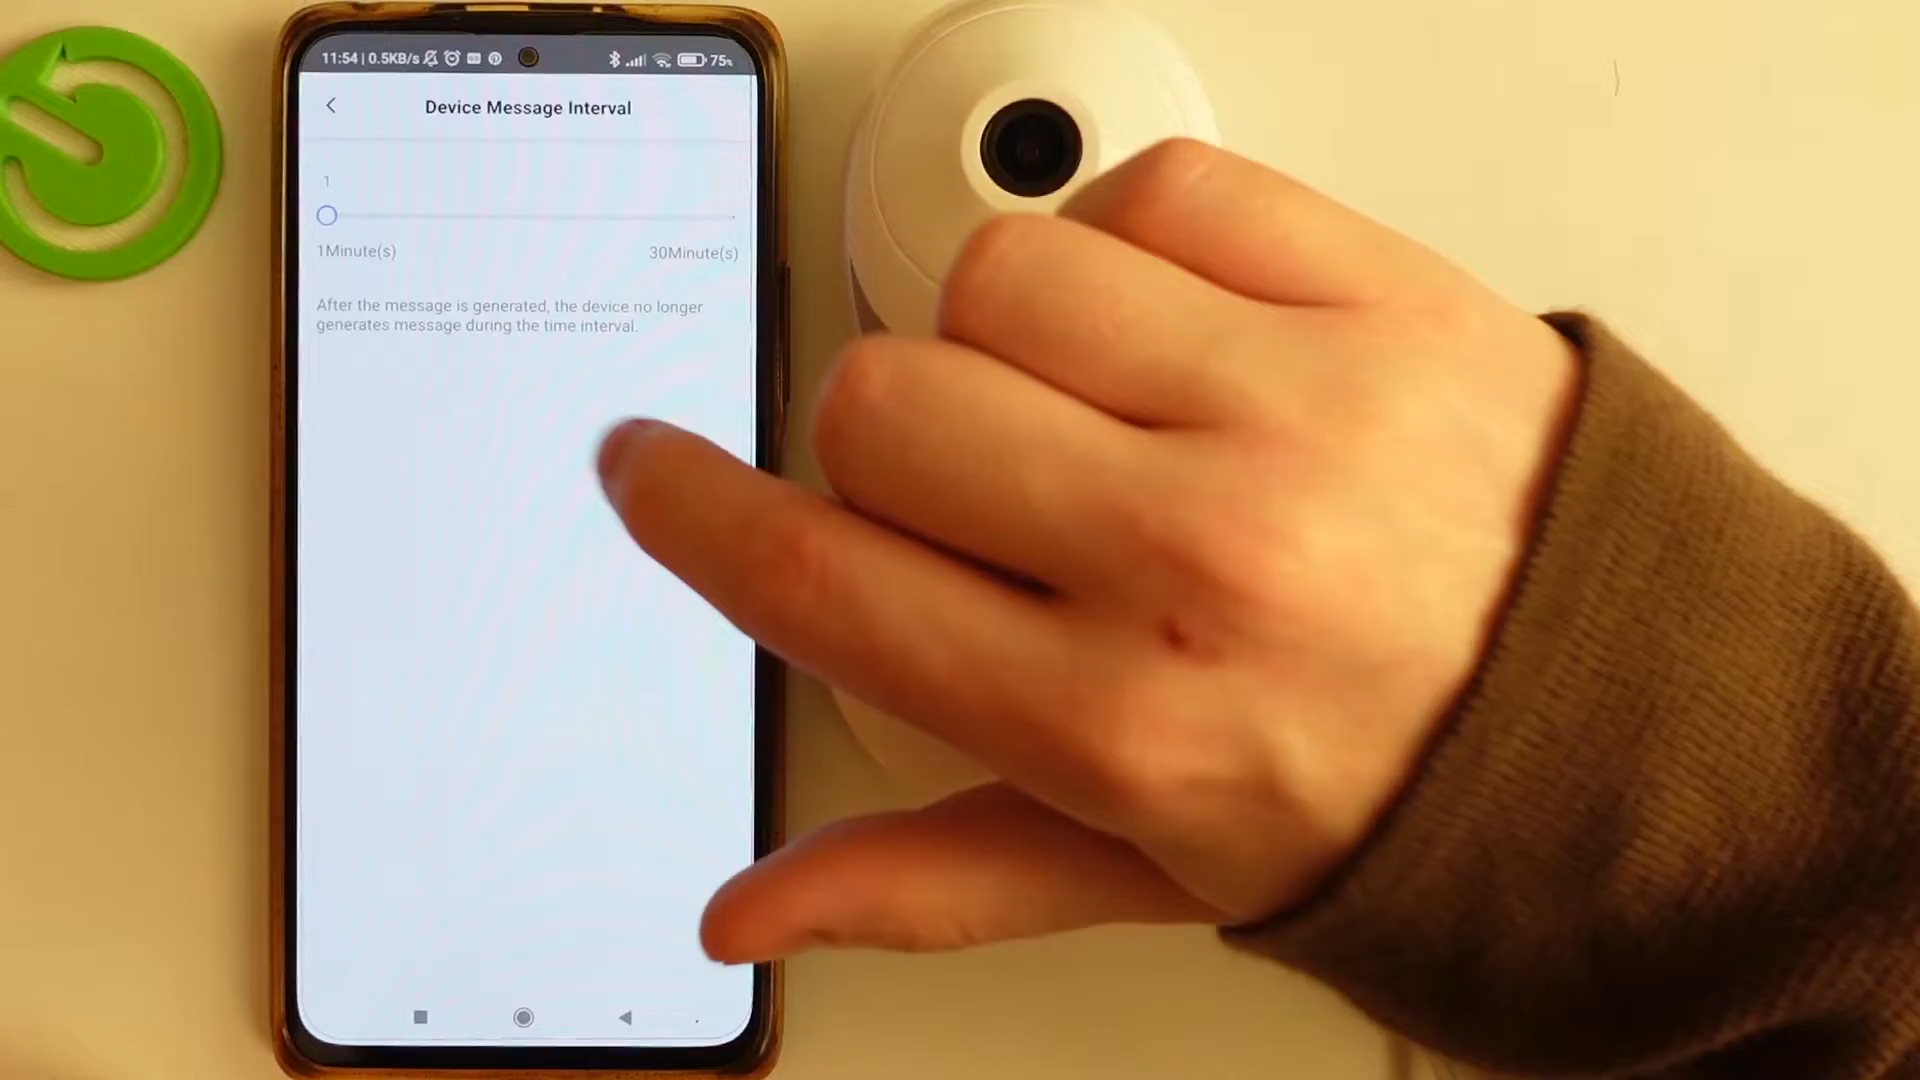 11:54 | 0.5KB/s 75%
Device Message Interval
1
1Minute(s) 30Minute(s)
After the message is generated, the device no longer
generates message during the time interval.